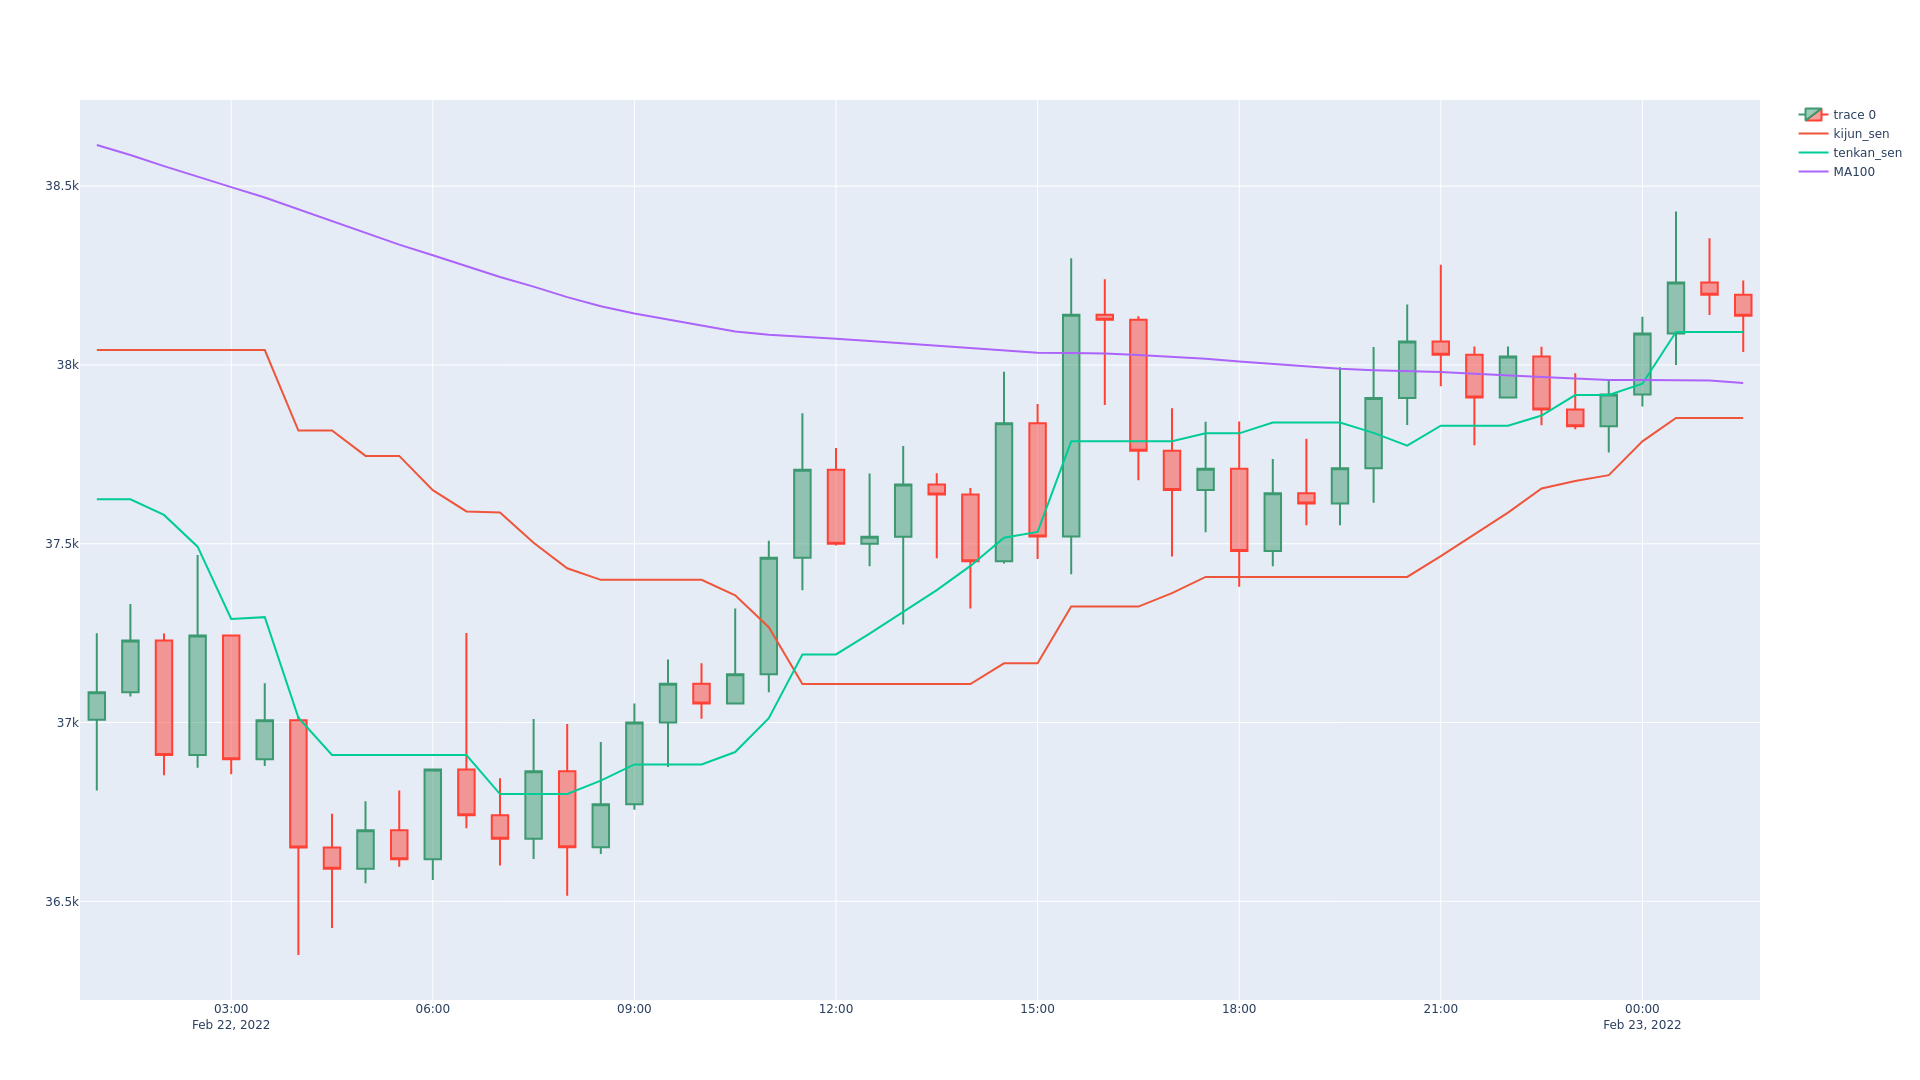 trace 0
kijun_sen
tenkan_sen
MA100
38.5k
38k
37.5k
37k
36.5k
03:00 06:00 09:00 12:00 15:00 18:00 21:00 00:00
Feb 22, 2022 Feb 23, 2022